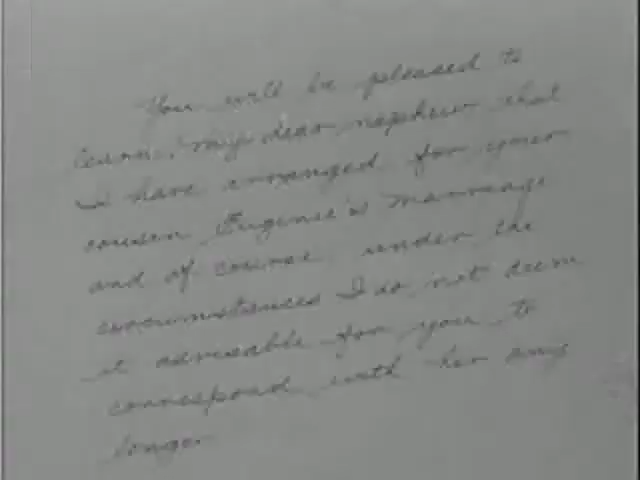 You will be pleased to
learn, my dear nephew that
I have arranged for your
cousin Eugenie's marriage
and of course under the
circumstances I do not deem
it advisable for you to
correspond with her any
longer